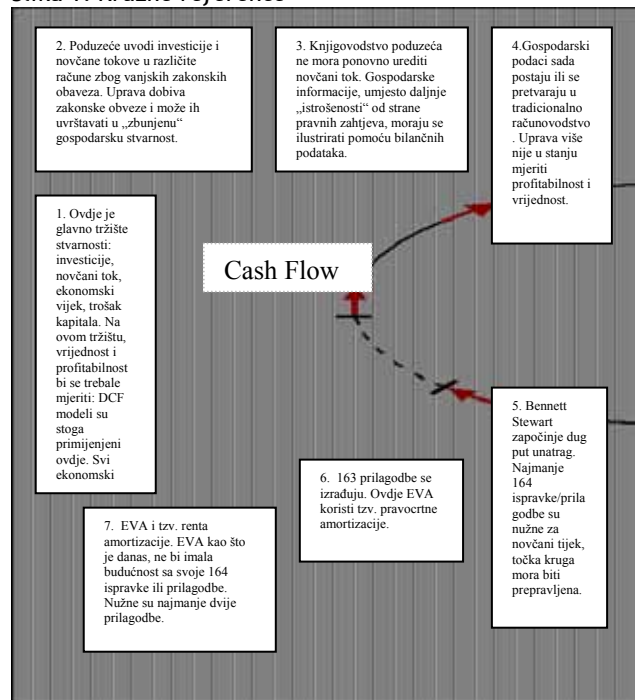 2. Poduzeće uvodi investicije i
novčane tokove u različite
račune zbog vanjskih zakonskih
obaveza. Uprava dobiva
zakonske obveze i može ih
uvrštavati u „zbunjenu“
gospodarsku stvarnost.
3. Knjigovodstvo poduzeća
ne mora ponovno urediti
novčani tok. Gospodarske
informacije, umjesto daljnje
„istrošenosti“ od strane
pravnih zahtjeva, moraju se
ilustrirati pomoću bilančnih
podataka.
4.Gospodarski
podaci sada
postaju ili se
pretvaraju u
tradicionalno
računovodstvo
. Uprava više
nije u stanju
mjeriti
profitabilnost i
vrijednost.
1. Ovdje je
glavno tržište
stvarnosti:
investicije,
novčani tok,
ekonomski
vijek, trošak
kapitala. Na
ovom tržištu,
vrijednost i
profitabilnost
bi se trebale
mjeriti: DCF
modeli su
stoga
primijenjeni
ovdje. Svi
ekonomski
Cash Flow
5. Bennett
Stewart
započinje dug
put unatrag.
Najmanje
164
ispravke/prila
godbe su
nužne za
novčani tijek,
točka kruga
mora biti
prepravljena.
6. 163 prilagodbe se
izrađuju. Ovdje EVA
koristi tzv. pravocrtne
amortizacije.
7. EVA i tzv. renta
amortizacije. EVA kao što
je danas, ne bi imala
budućnost sa svoje 164
ispravke ili prilagodbe.
Nužne su najmanje dvije
prilagodbe.